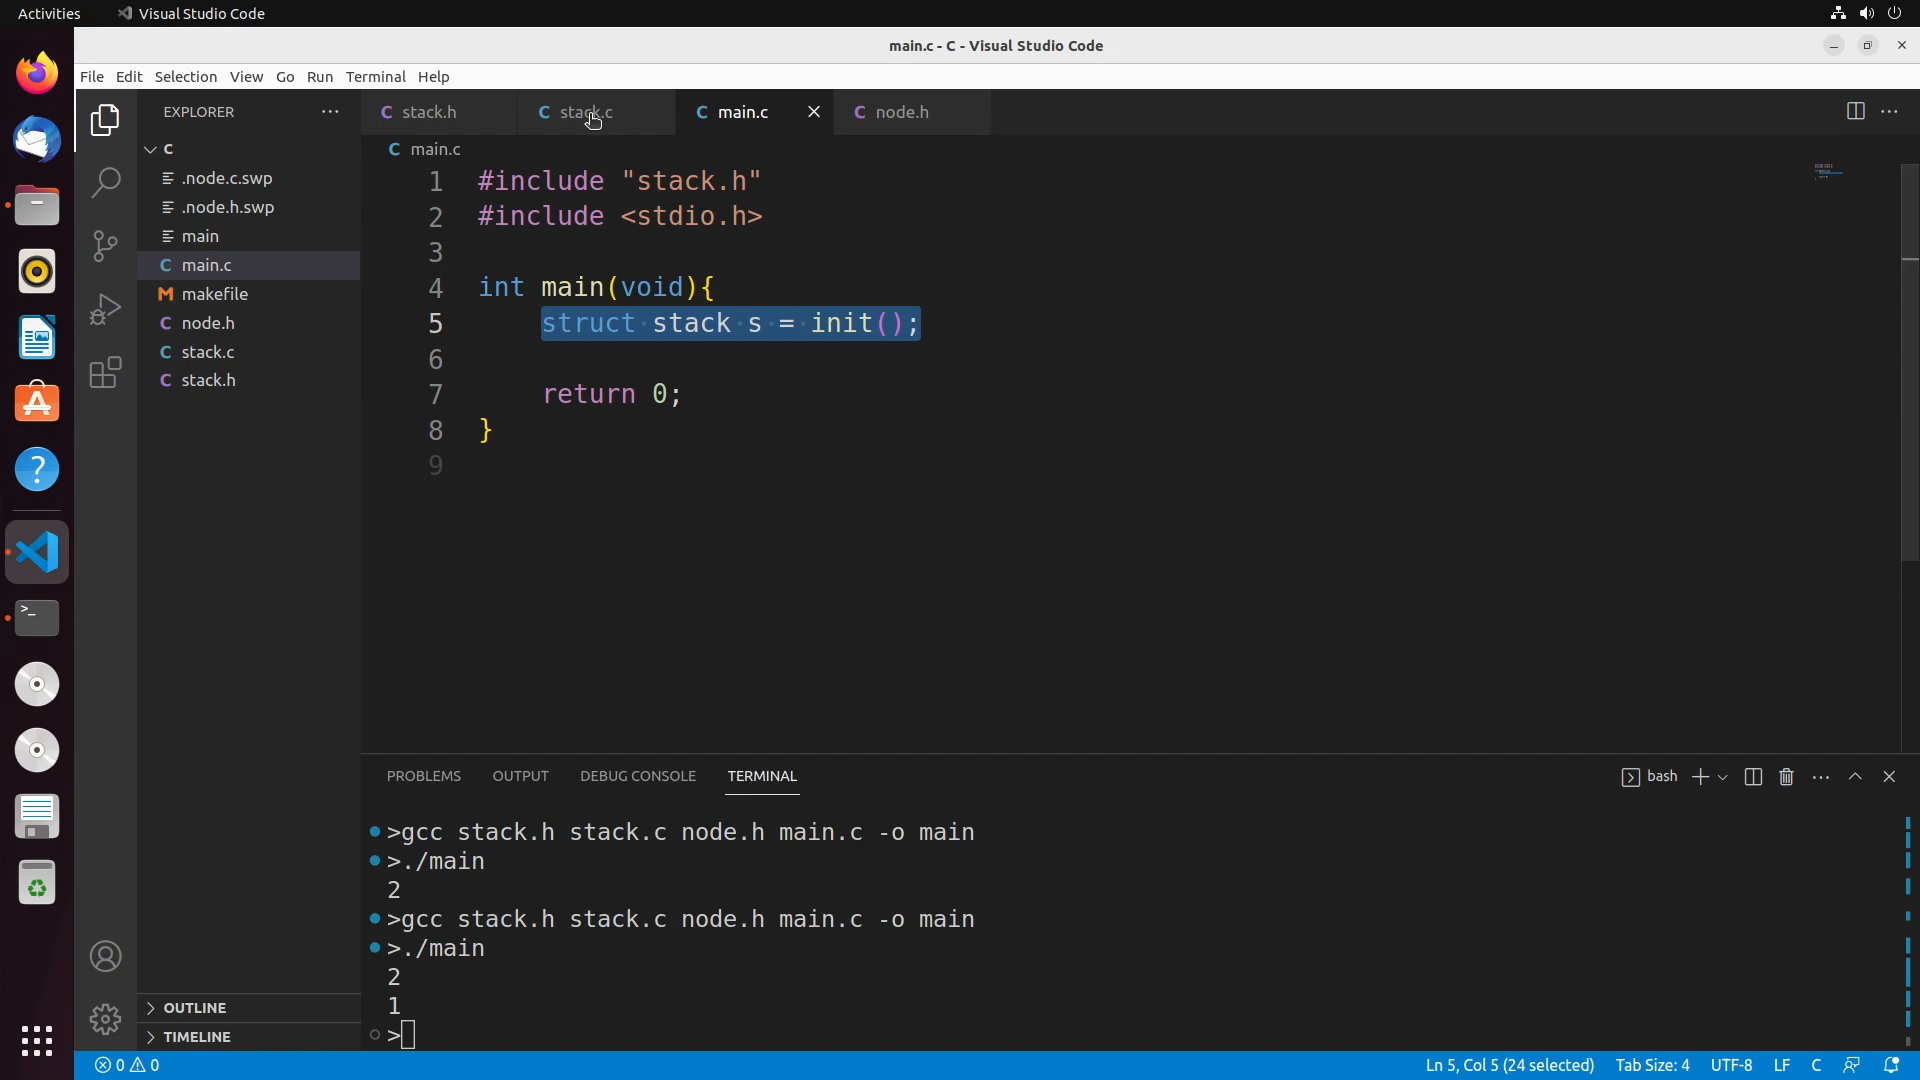 Activities
Visual Studio Code
main.c - C - Visual Studio Code
File Edit Selection View Go Run Terminal Help
EXPLORER
stack.h
stack.c
main.c
node.h
C
.node.c.swp
.node.h.swp
main
main.c
makefile
node.h
stack.c
stack.h
OUTLINE
TIMELINE
C main.c
1 #include "stack.h"
2 #include <stdio.h>
3
4 int main(void){
5 struct stack s = init();
6
7 return 0;
8 }
9
PROBLEMS OUTPUT DEBUG CONSOLE TERMINAL
bash
>gcc stack.h stack.c node.h main.c -o main
>./main
2
>gcc stack.h stack.c node.h main.c -o main
>./main
2
1
>
0 0
Ln 5, Col 5 (24 selected) Tab Size: 4 UTF-8 LF C